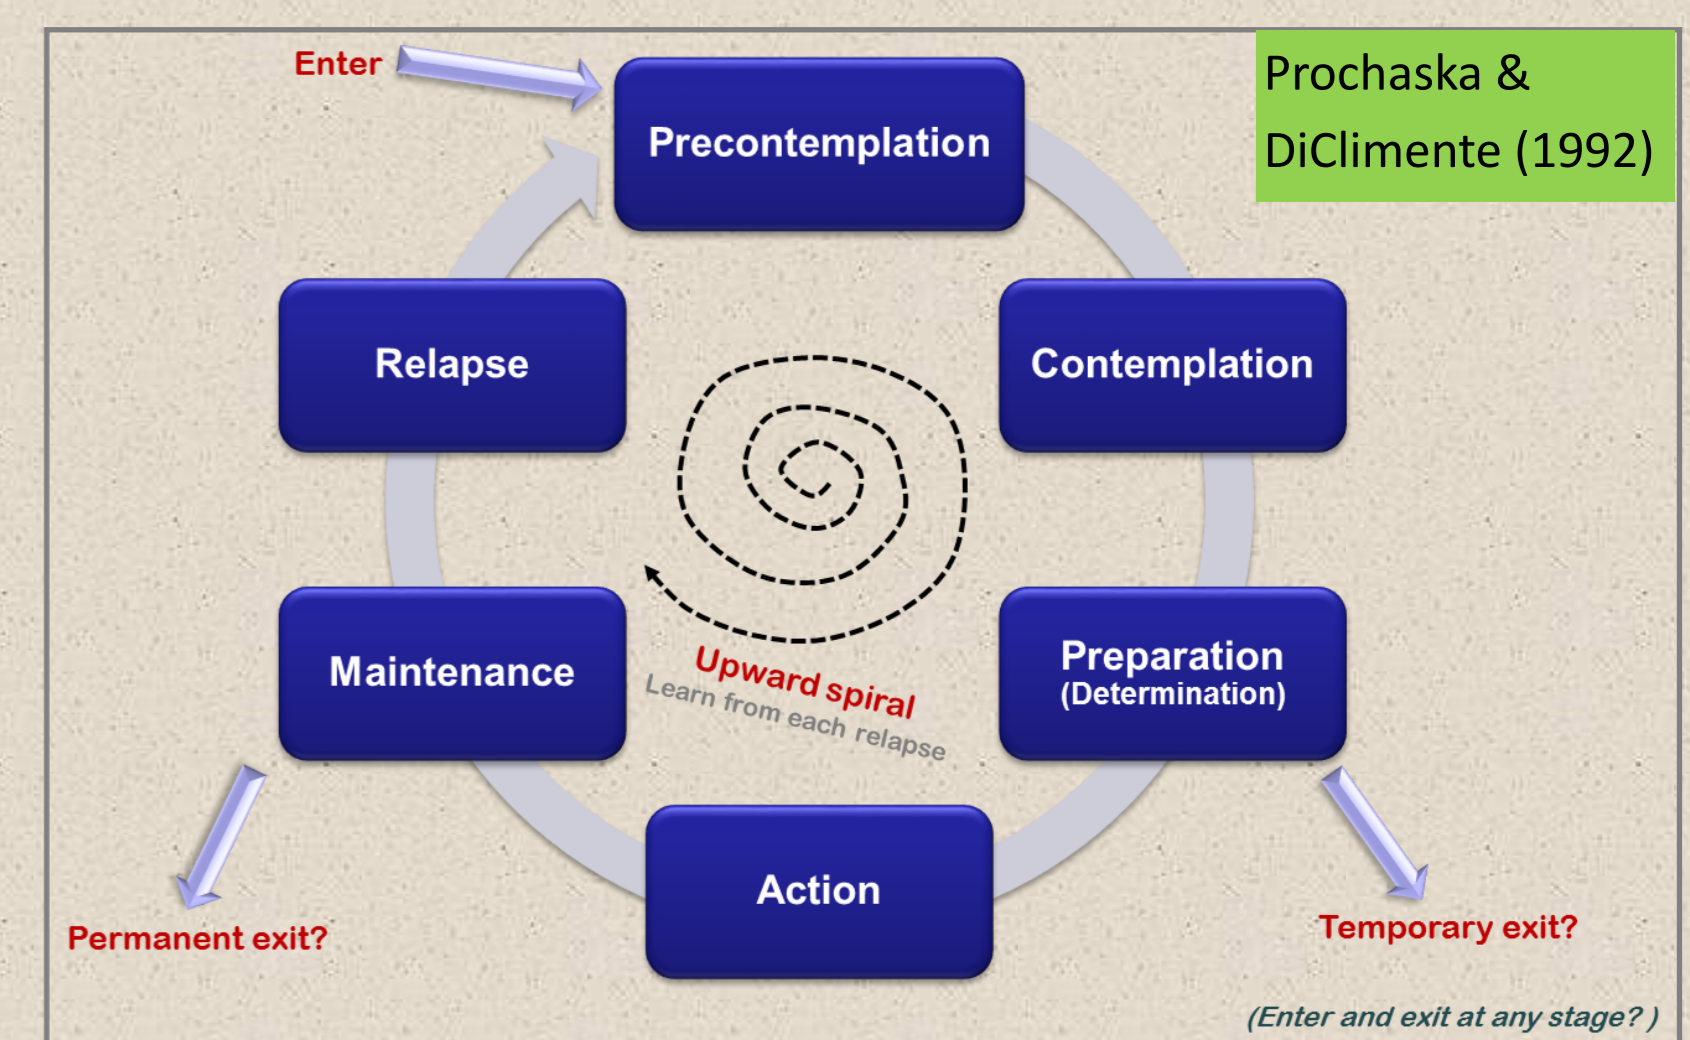 Enter
Prochaska &
DiClimente (1992)
Precontemplation
Relapse
Contemplation
Maintenance
Preparation
(Determination)
Upward spiral
Learn from each relapse
Action
Permanent exit?
Temporary exit?
(Enter and exit at any stage? )